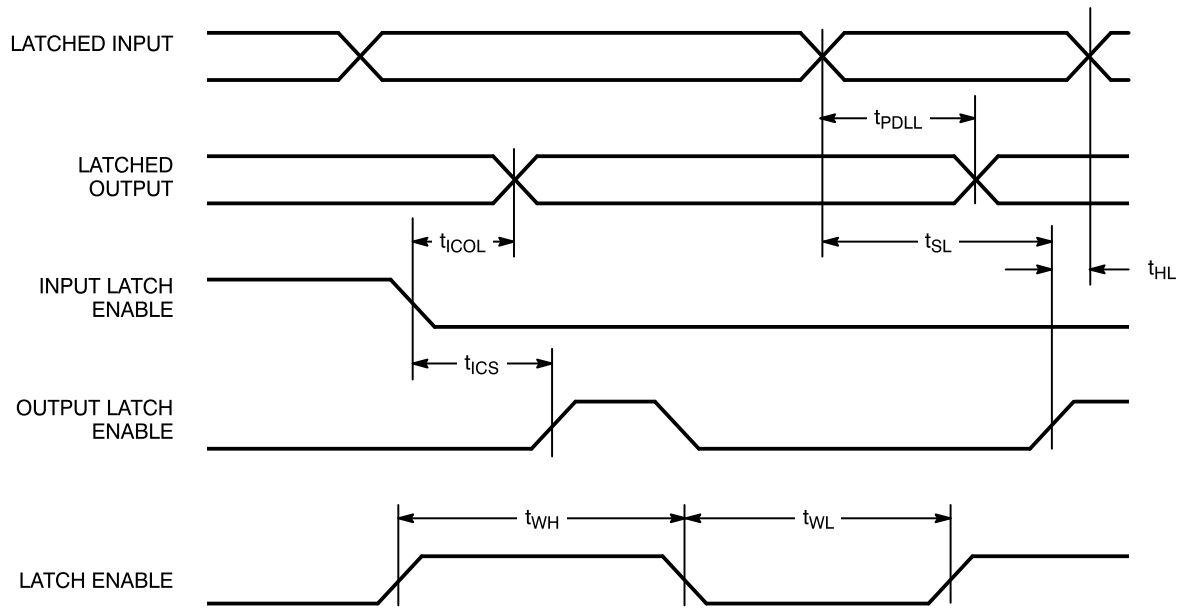 LATCHED INPUT
tPDLL
LATCHED
OUTPUT
tICOL
tSL
tHL
INPUT LATCH
ENABLE
tICS
OUTPUT LATCH
ENABLE
tWH
tWL
LATCH ENABLE